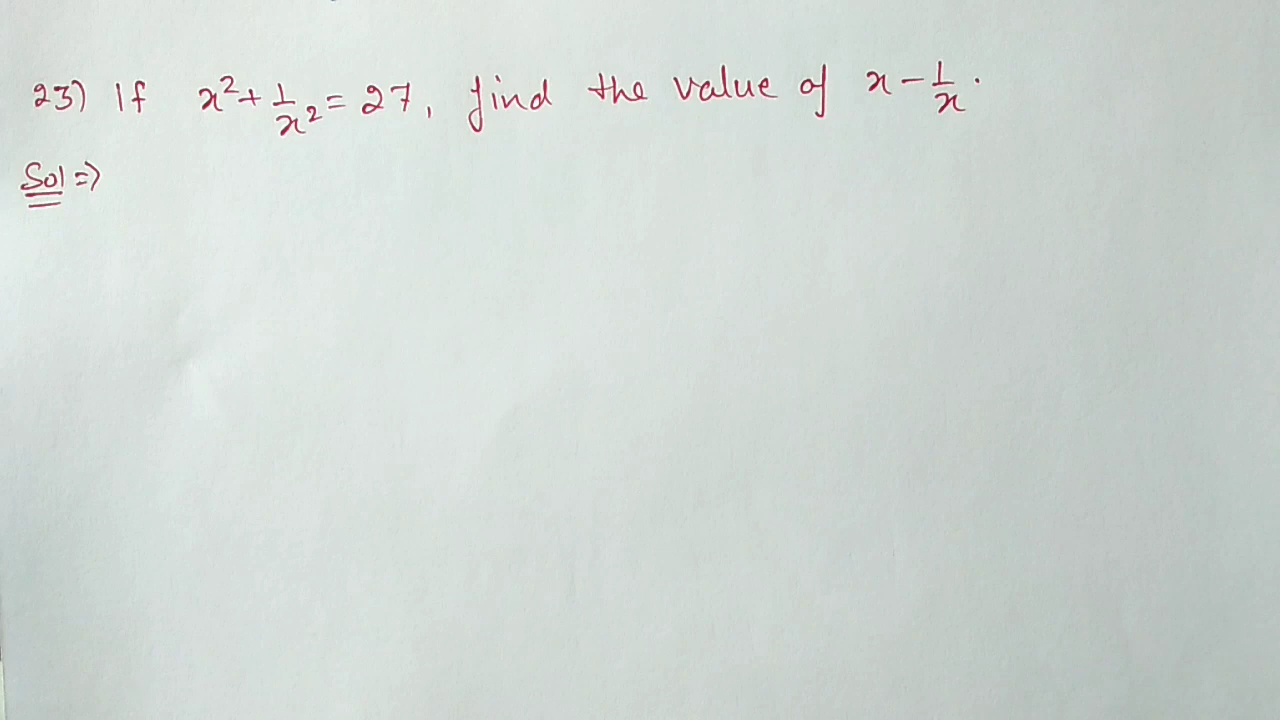 23) If x² + 1/x² = 27, find the value of x - 1/x.
Sol =>